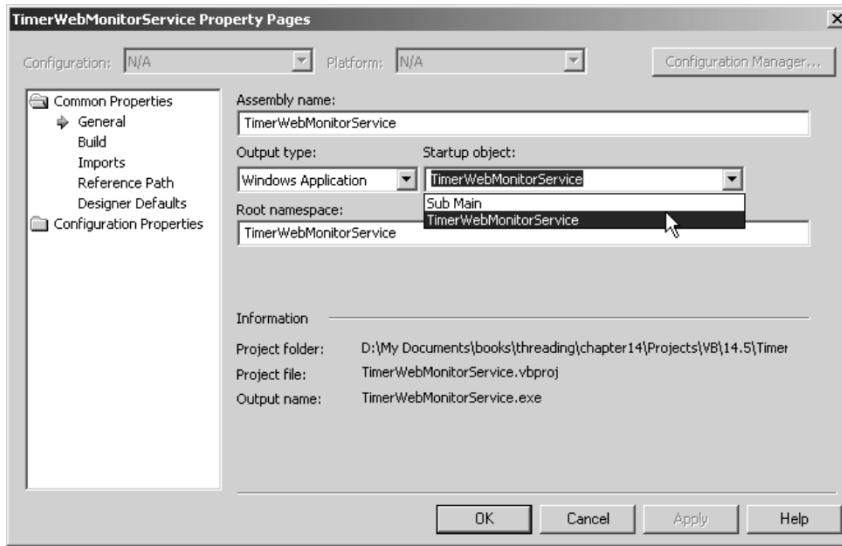 TimerWebMonitorService Property Pages
Configuration: N/A Platform: N/A Configuration Manager...
Common Properties
General
Build
Imports
Reference Path
Designer Defaults
Configuration Properties
Assembly name:
TimerWebMonitorService
Output type: Startup object:
Windows Application TimerWebMonitorService
Sub Main
TimerWebMonitorService
Root namespace:
TimerWebMonitorService
Information
Project folder: D:\My Documents\books\threading\chapter14\Projects\VB\14.5\Timer
Project file: TimerWebMonitorService.vbproj
Output name: TimerWebMonitorService.exe
OK Cancel Apply Help